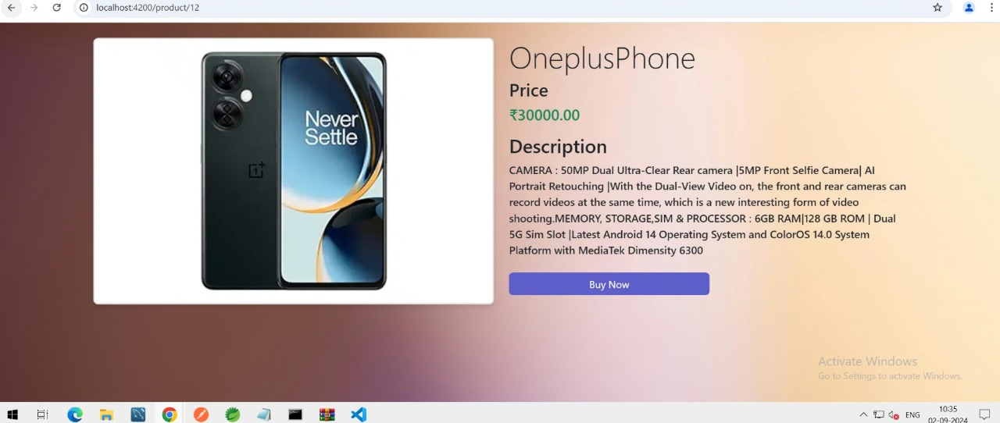 localhost:4200/product/12
OneplusPhone
Price
₹30000.00
Never
Settle
Description
CAMERA : 50MP Dual Ultra-Clear Rear camera |5MP Front Selfie Camera| AI
Portrait Retouching |With the Dual-View Video on, the front and rear cameras can
record videos at the same time, which is a new interesting form of video
shooting.MEMORY, STORAGE,SIM & PROCESSOR : 6GB RAM|128 GB ROM | Dual
5G Sim Slot |Latest Android 14 Operating System and ColorOS 14.0 System
Platform with MediaTek Dimensity 6300
Buy Now
Activate Windows
Go to Settings to activate Windows.
ENG
10:35
02-09-2024